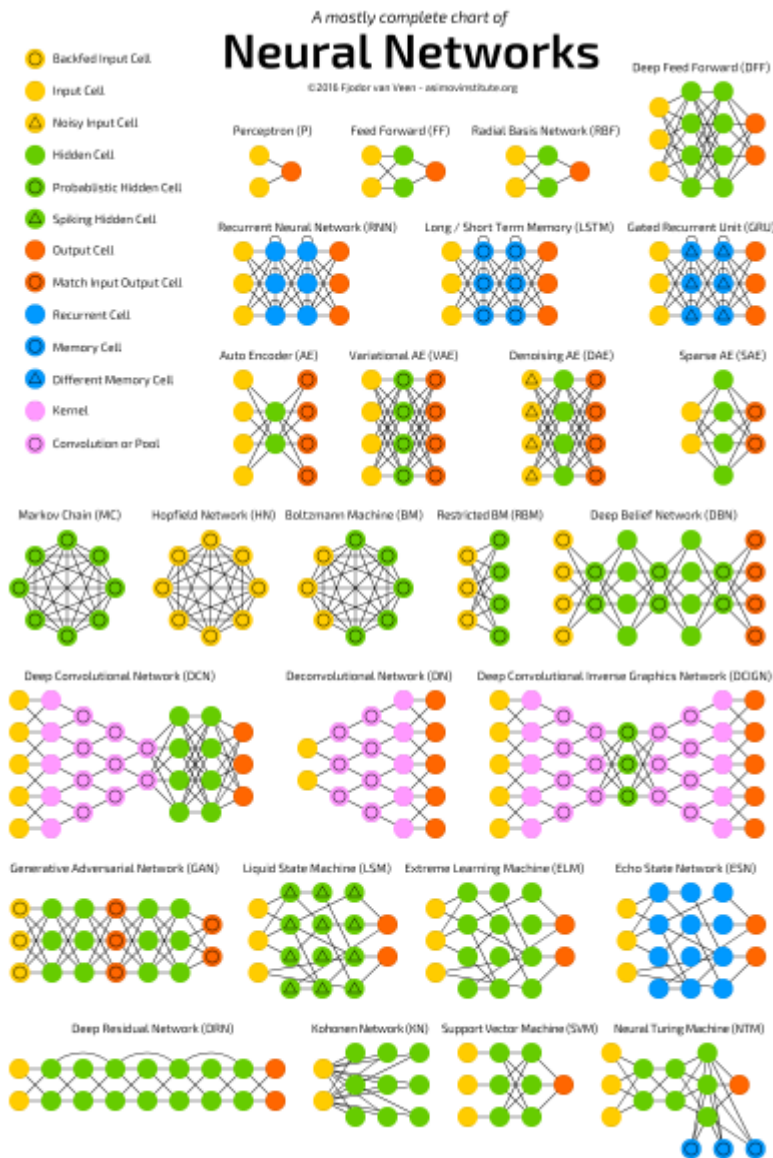 A mostly complete chart of
Neural Networks
©2016 Fjodor van Veen - asimovinstitute.org
Backfed Input Cell
Input Cell
Noisy Input Cell
Hidden Cell
Probablistic Hidden Cell
Spiking Hidden Cell
Output Cell
Match Input Output Cell
Recurrent Cell
Memory Cell
Different Memory Cell
Kernel
Convolution or Pool
Deep Feed Forward (DFF)
Perceptron (P)
Feed Forward (FF)
Radial Basis Network (RBF)
Recurrent Neural Network (RNN)
Long / Short Term Memory (LSTM)
Gated Recurrent Unit (GRU)
Auto Encoder (AE)
Variational AE (VAE)
Denoising AE (DAE)
Sparse AE (SAE)
Markov Chain (MC)
Hopfield Network (HN)
Boltzmann Machine (BM)
Restricted BM (RBM)
Deep Belief Network (DBN)
Deep Convolutional Network (DCN)
Deconvolutional Network (DN)
Deep Convolutional Inverse Graphics Network (DCIGN)
Generative Adversarial Network (GAN)
Liquid State Machine (LSM)
Extreme Learning Machine (ELM)
Echo State Network (ESN)
Deep Residual Network (DRN)
Kohonen Network (KN)
Support Vector Machine (SVM)
Neural Turing Machine (NTM)